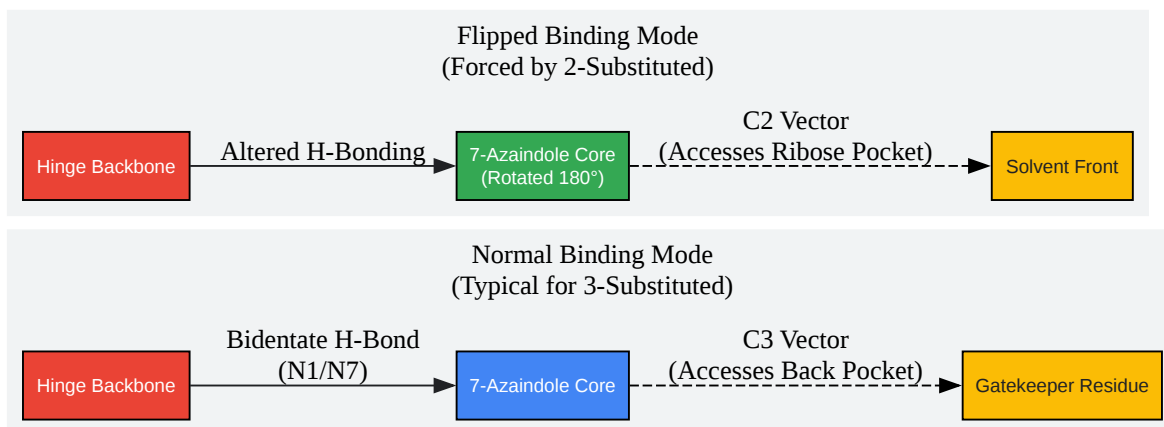 Flipped Binding Mode
(Forced by 2-Substituted)
Hinge Backbone
Altered H-Bonding
7-Azaindole Core
(Rotated 180°)
C2 Vector
(Accesses Ribose Pocket)
Solvent Front
Normal Binding Mode
(Typical for 3-Substituted)
Hinge Backbone
Bidentate H-Bond
(N1/N7)
7-Azaindole Core
C3 Vector
(Accesses Back Pocket)
Gatekeeper Residue